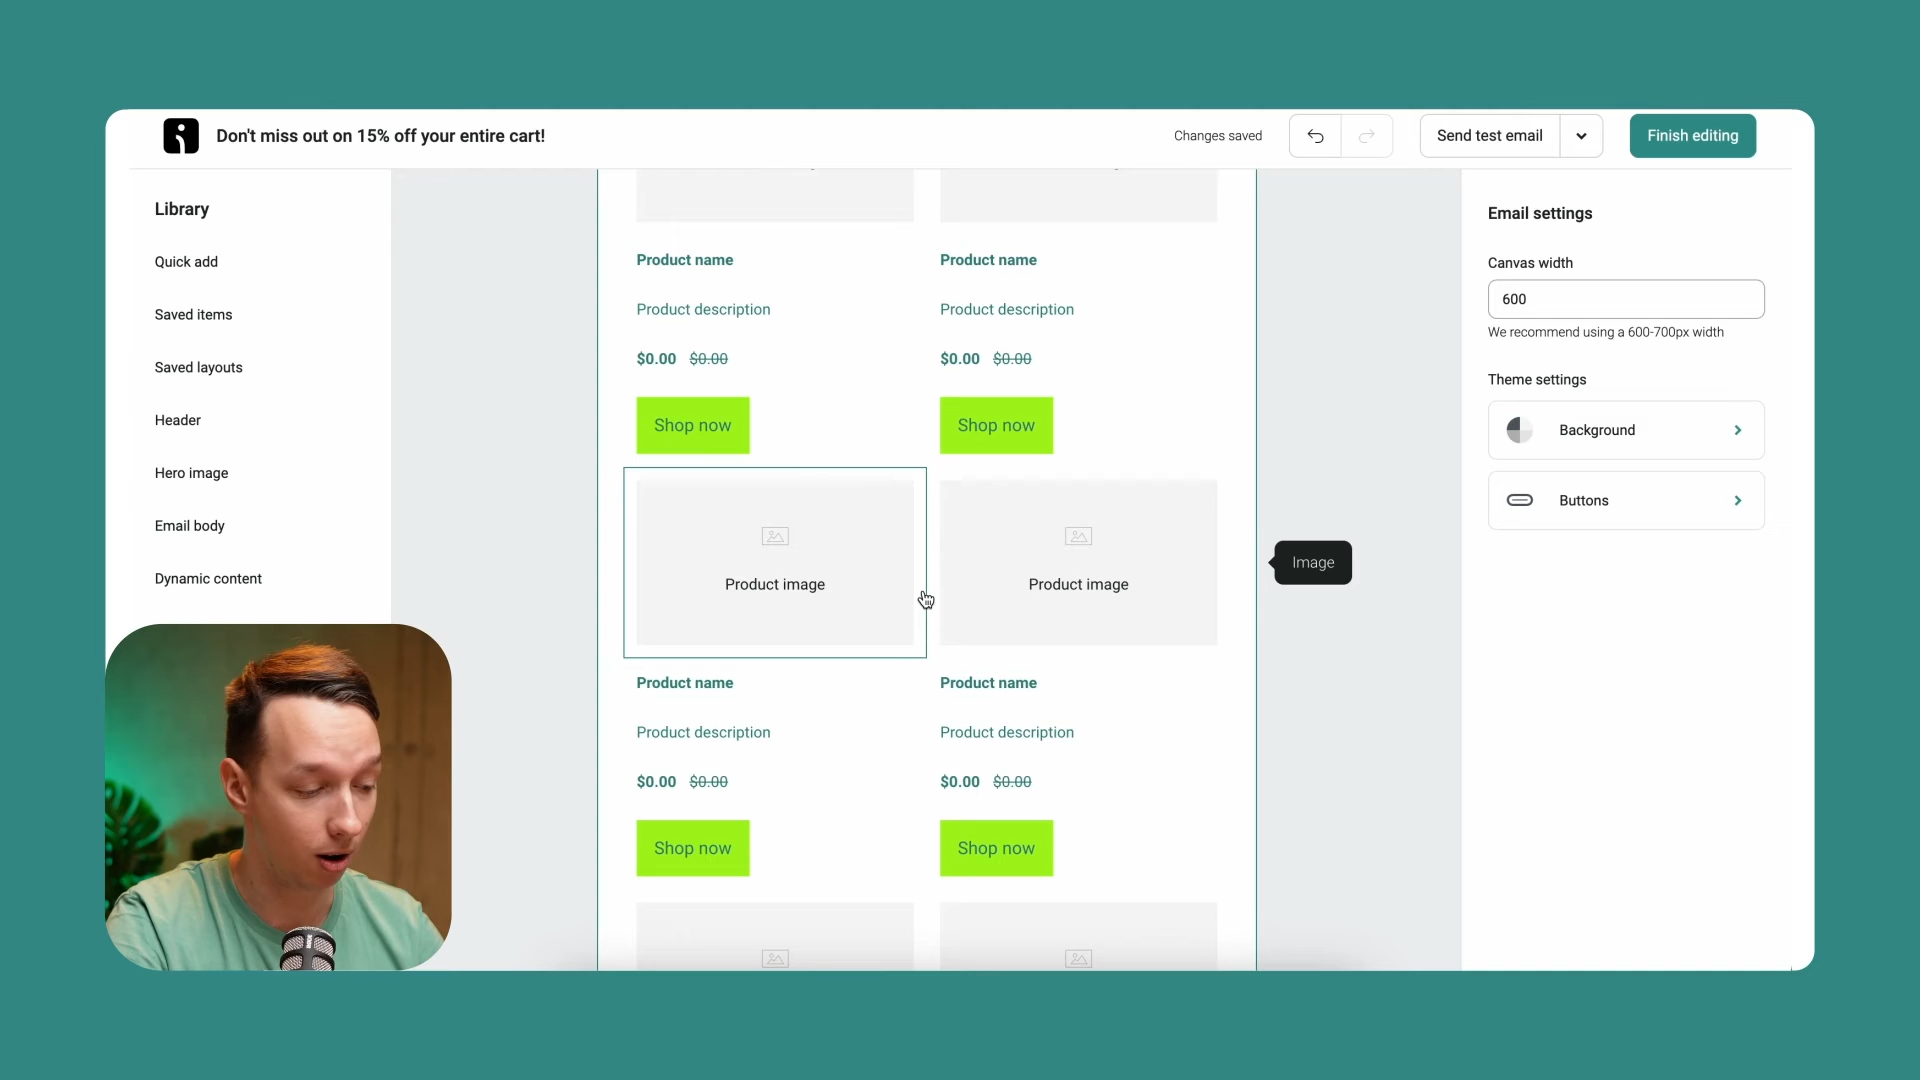 Don't miss out on 15% off your entire cart!
Changes saved
Send test email
Finish editing
Library
Quick add
Saved items
Saved layouts
Header
Hero image
Email body
Dynamic content
Product name
Product name
Product description
Product description
$0.00 $0.00
$0.00 $0.00
Shop now
Shop now
Product image
Product image
Image
Product name
Product name
Product description
Product description
$0.00 $0.00
$0.00 $0.00
Shop now
Shop now
Email settings
Canvas width
600
We recommend using a 600-700px width
Theme settings
Background
Buttons